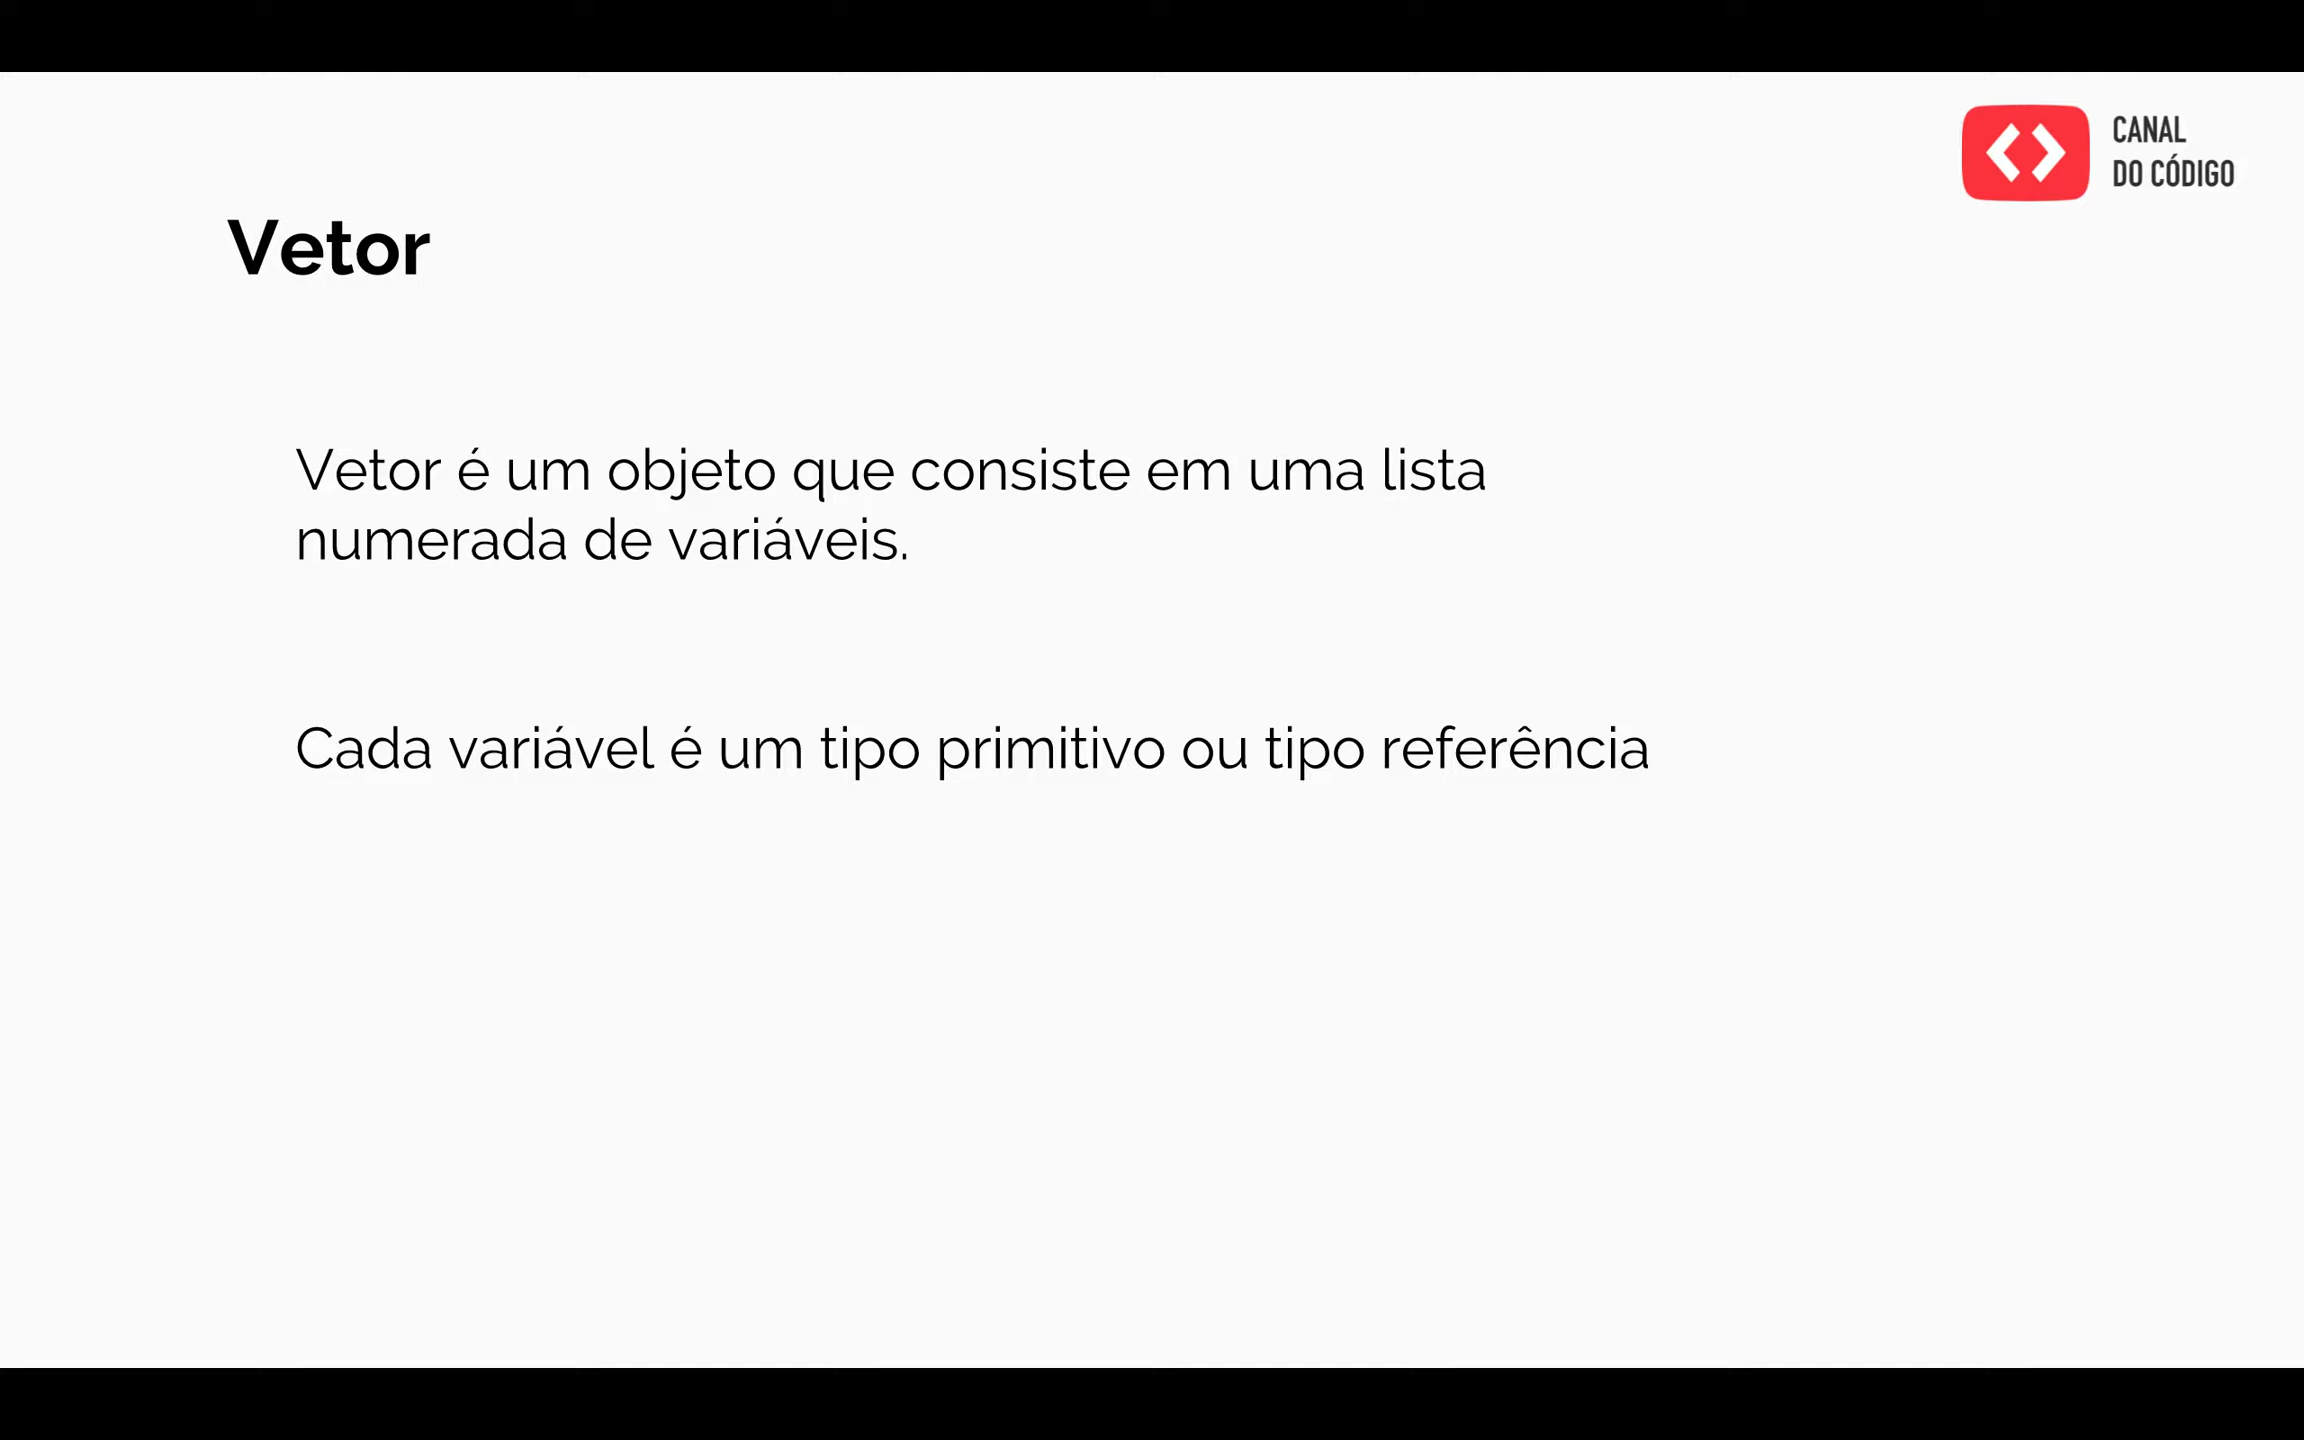 CANAL
DO CÓDIGO
Vetor
Vetor é um objeto que consiste em uma lista
numerada de variáveis.
Cada variável é um tipo primitivo ou tipo referência